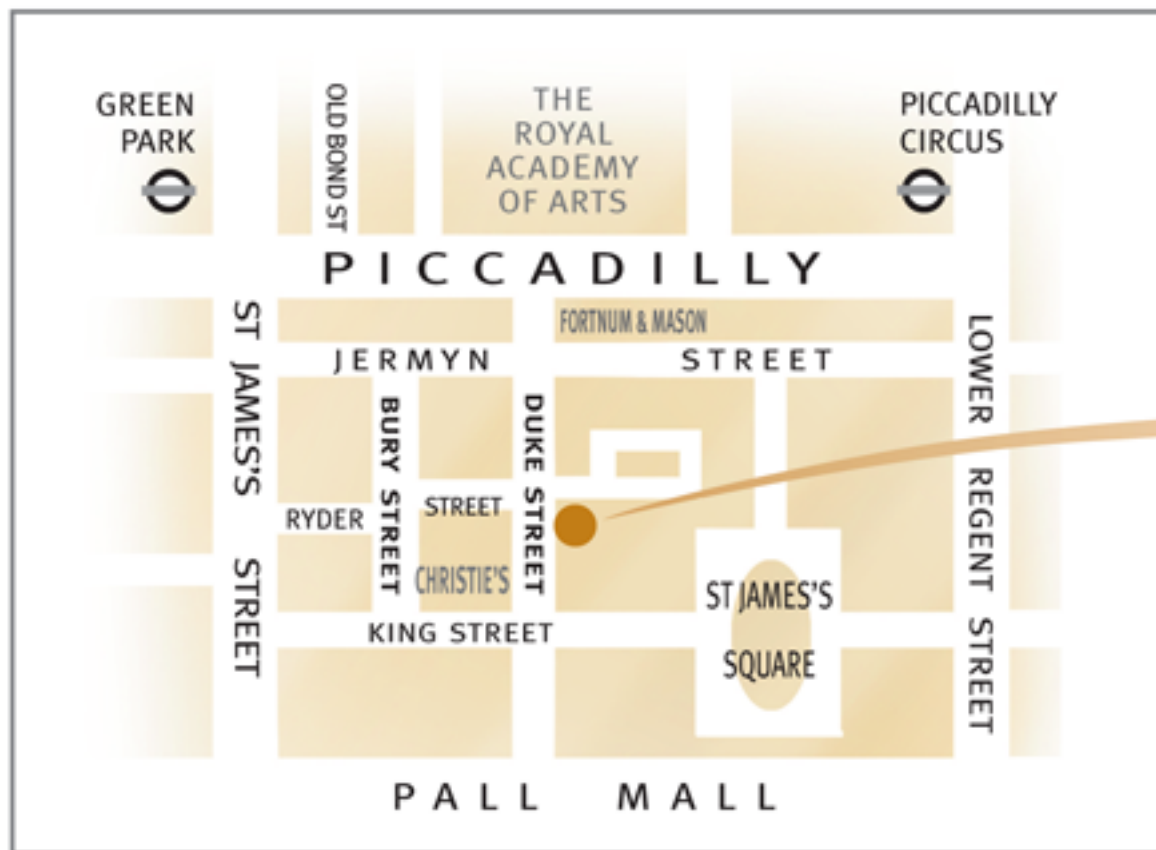 GREEN
PARK
OLD BOND ST
THE
ROYAL
ACADEMY
OF ARTS
PICCADILLY
CIRCUS
PICCADILLY
ST JAMES'S STREET
FORTNUM & MASON
JERMYN STREET
LOWER REGENT STREET
BURY STREET
DUKE STREET
RYDER STREET
CHRISTIE'S
ST JAMES'S
SQUARE
KING STREET
PALL MALL